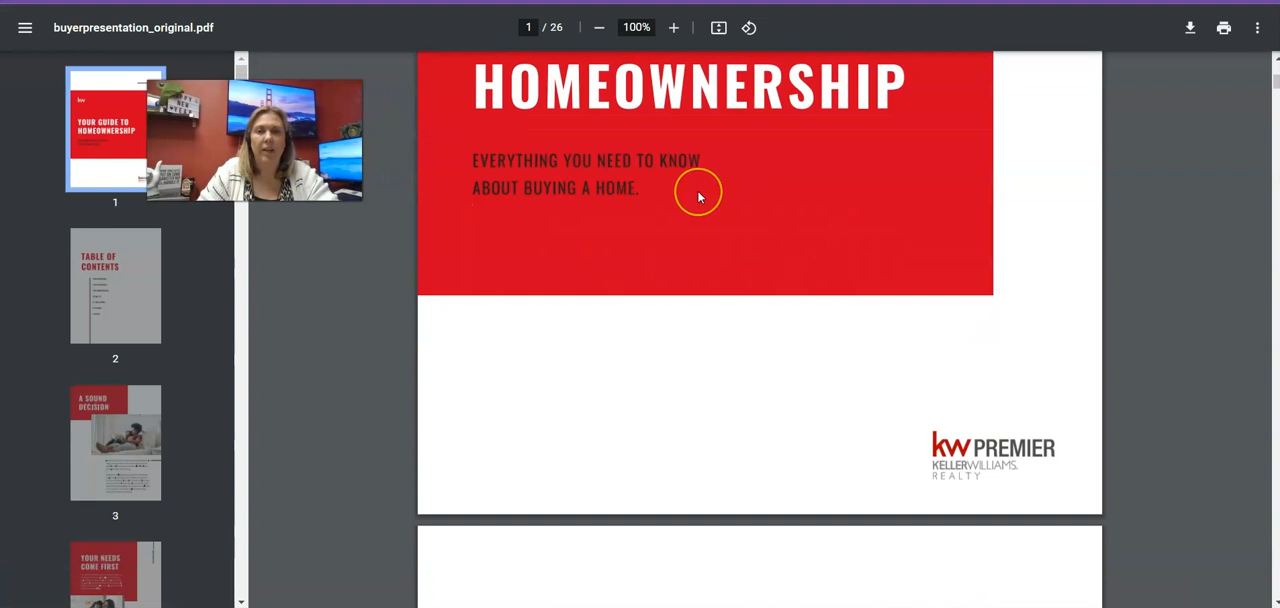 buyerpresentation_original.pdf
1 / 26
100%
HOMEOWNERSHIP
EVERYTHING YOU NEED TO KNOW
ABOUT BUYING A HOME.
kw PREMIER
KELLERWILLIAMS.
REALTY
kw
YOUR GUIDE TO
HOMEOWNERSHIP
1
TABLE OF
CONTENTS
2
A SOUND
DECISION
3
YOUR NEEDS
COME FIRST